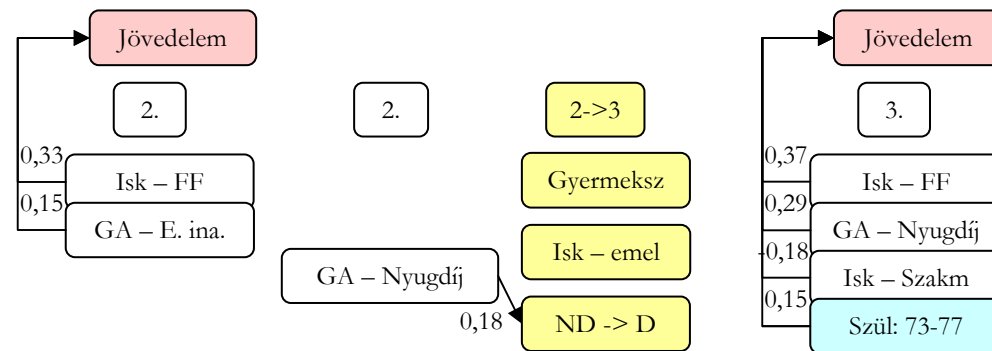 Jövedelem
2.
0,33
Isk – FF
0,15
GA – E. ina.
2.
2->3
Gyermeksz
Isk – emel
GA – Nyugdíj
0,18
ND -> D
Jövedelem
3.
0,37
Isk – FF
0,29
GA – Nyugdíj
-0,18
Isk – Szakm
0,15
Szül: 73-77